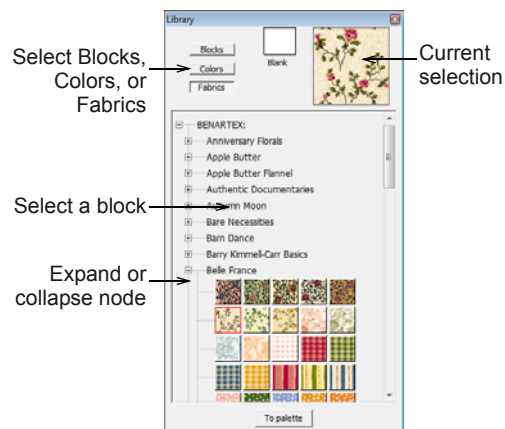 Library
Blocks
Colors
Fabrics
Blank
Select Blocks,
Colors, or
Fabrics
Current
selection
BENARTEX:
Anniversary Florals
Apple Butter
Apple Butter Flannel
Authentic Documentaries
Select a block
Autumn Moon
Bare Necessities
Barn Dance
Barry Kimmell-Carr Basics
Expand or
collapse node
Belle France
To palette